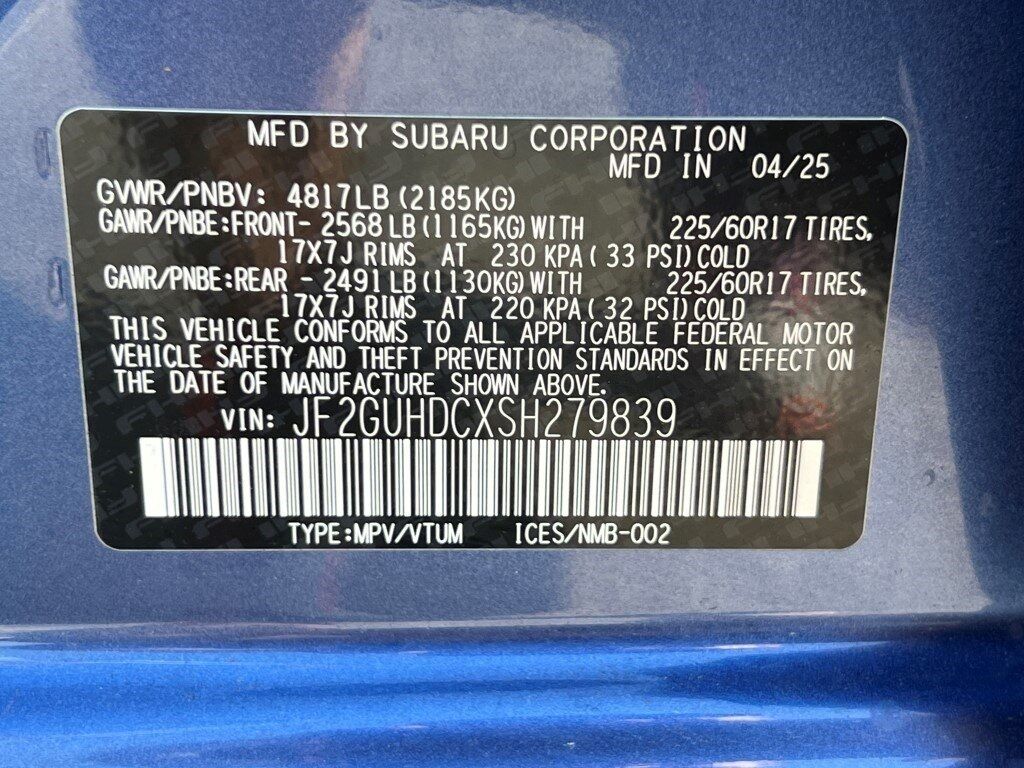 MFD BY SUBARU CORPORATION
MFD IN 04/25
GVWR/PNBV: 4817LB (2185KG)
GAWR/PNBE:FRONT- 2568 LB (1165KG) WITH 225/60R17 TIRES,
17X7J RIMS AT 230 KPA ( 33 PSI) COLD
GAWR/PNBE:REAR - 2491 LB (1130KG) WITH 225/60R17 TIRES,
17X7J RIMS AT 220 KPA ( 32 PSI) COLD
THIS VEHICLE CONFORMS TO ALL APPLICABLE FEDERAL MOTOR
VEHICLE SAFETY AND THEFT PREVENTION STANDARDS IN EFFECT ON
THE DATE OF MANUFACTURE SHOWN ABOVE.
VIN: JF2GUHDCXSH279839
TYPE:MPV/VTUM ICES/NMB-002